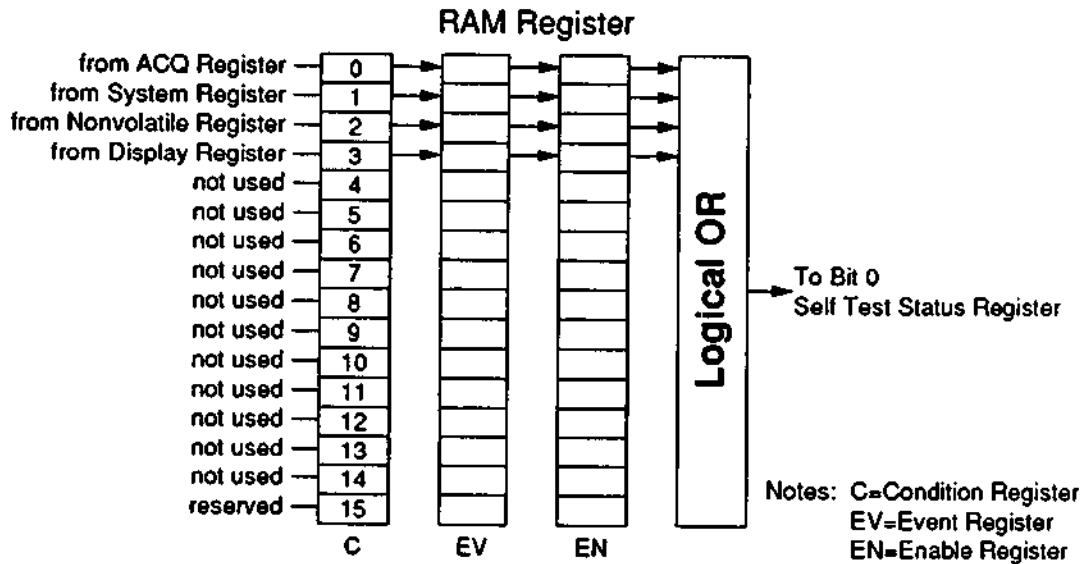 RAM Register
from ACQ Register 0
from System Register 1
from Nonvolatile Register 2
from Display Register 3
not used 4
not used 5
not used 6
not used 7
not used 8
not used 9
not used 10
not used 11
not used 12
not used 13
not used 14
reserved 15
C EV EN
Logical OR
To Bit 0
Self Test Status Register
Notes: C=Condition Register
EV=Event Register
EN=Enable Register